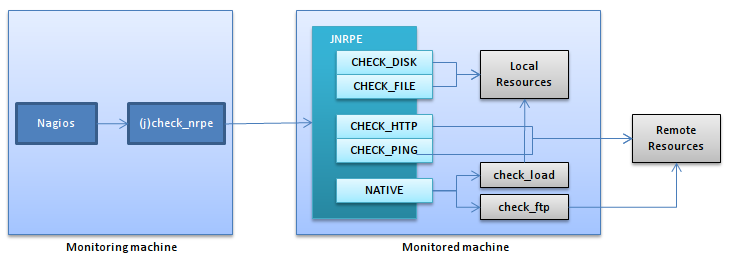 JNRPE
CHECK_DISK
CHECK_FILE
Local
Resources
Nagios
(j)check_nrpe
CHECK_HTTP
CHECK_PING
Remote
Resources
NATIVE
check_load
check_ftp
Monitoring machine
Monitored machine